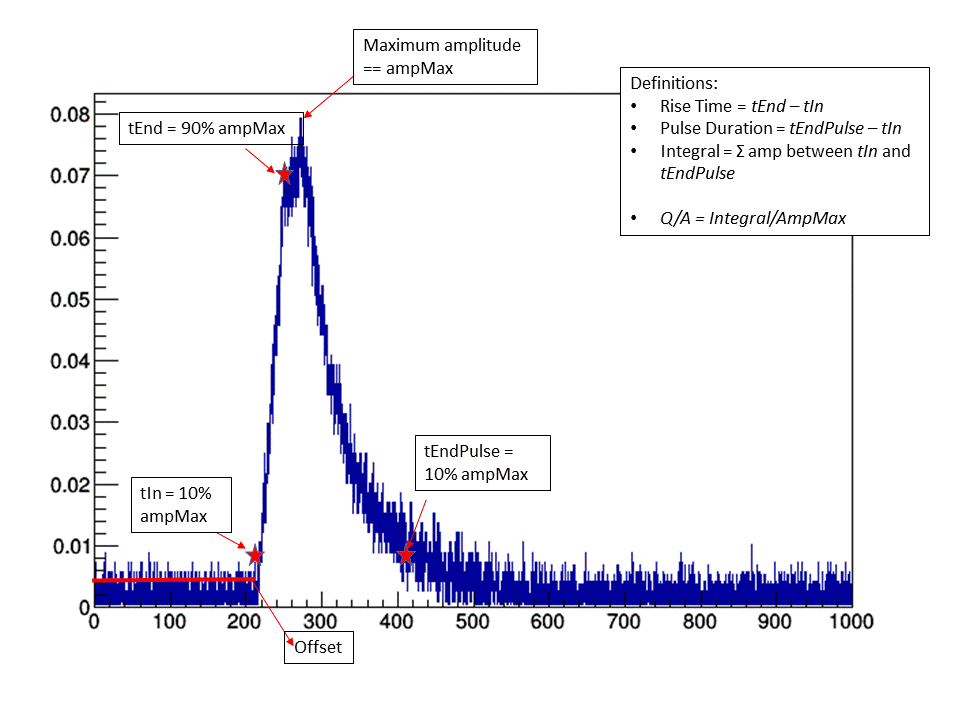 Maximum amplitude
== ampMax
Definitions:
• Rise Time = tEnd – tIn
• Pulse Duration = tEndPulse – tIn
• Integral = Σ amp between tIn and
tEndPulse
• Q/A = Integral/AmpMax
tEnd = 90% ampMax
0.08
0.07
0.06
0.05
0.04
0.03
0.02
0.01
0
tEndPulse =
10% ampMax
tIn = 10%
ampMax
0 100 200 300 400 500 600 700 800 900 1000
Offset